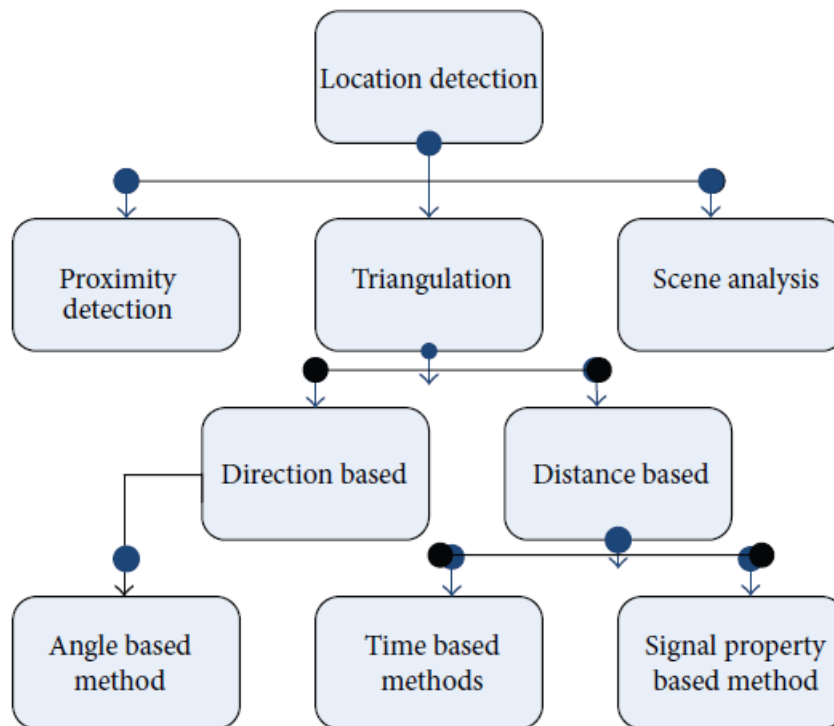 Location detection
Proximity
detection
Triangulation
Scene analysis
Direction based
Distance based
Angle based
method
Time based
methods
Signal property
based method